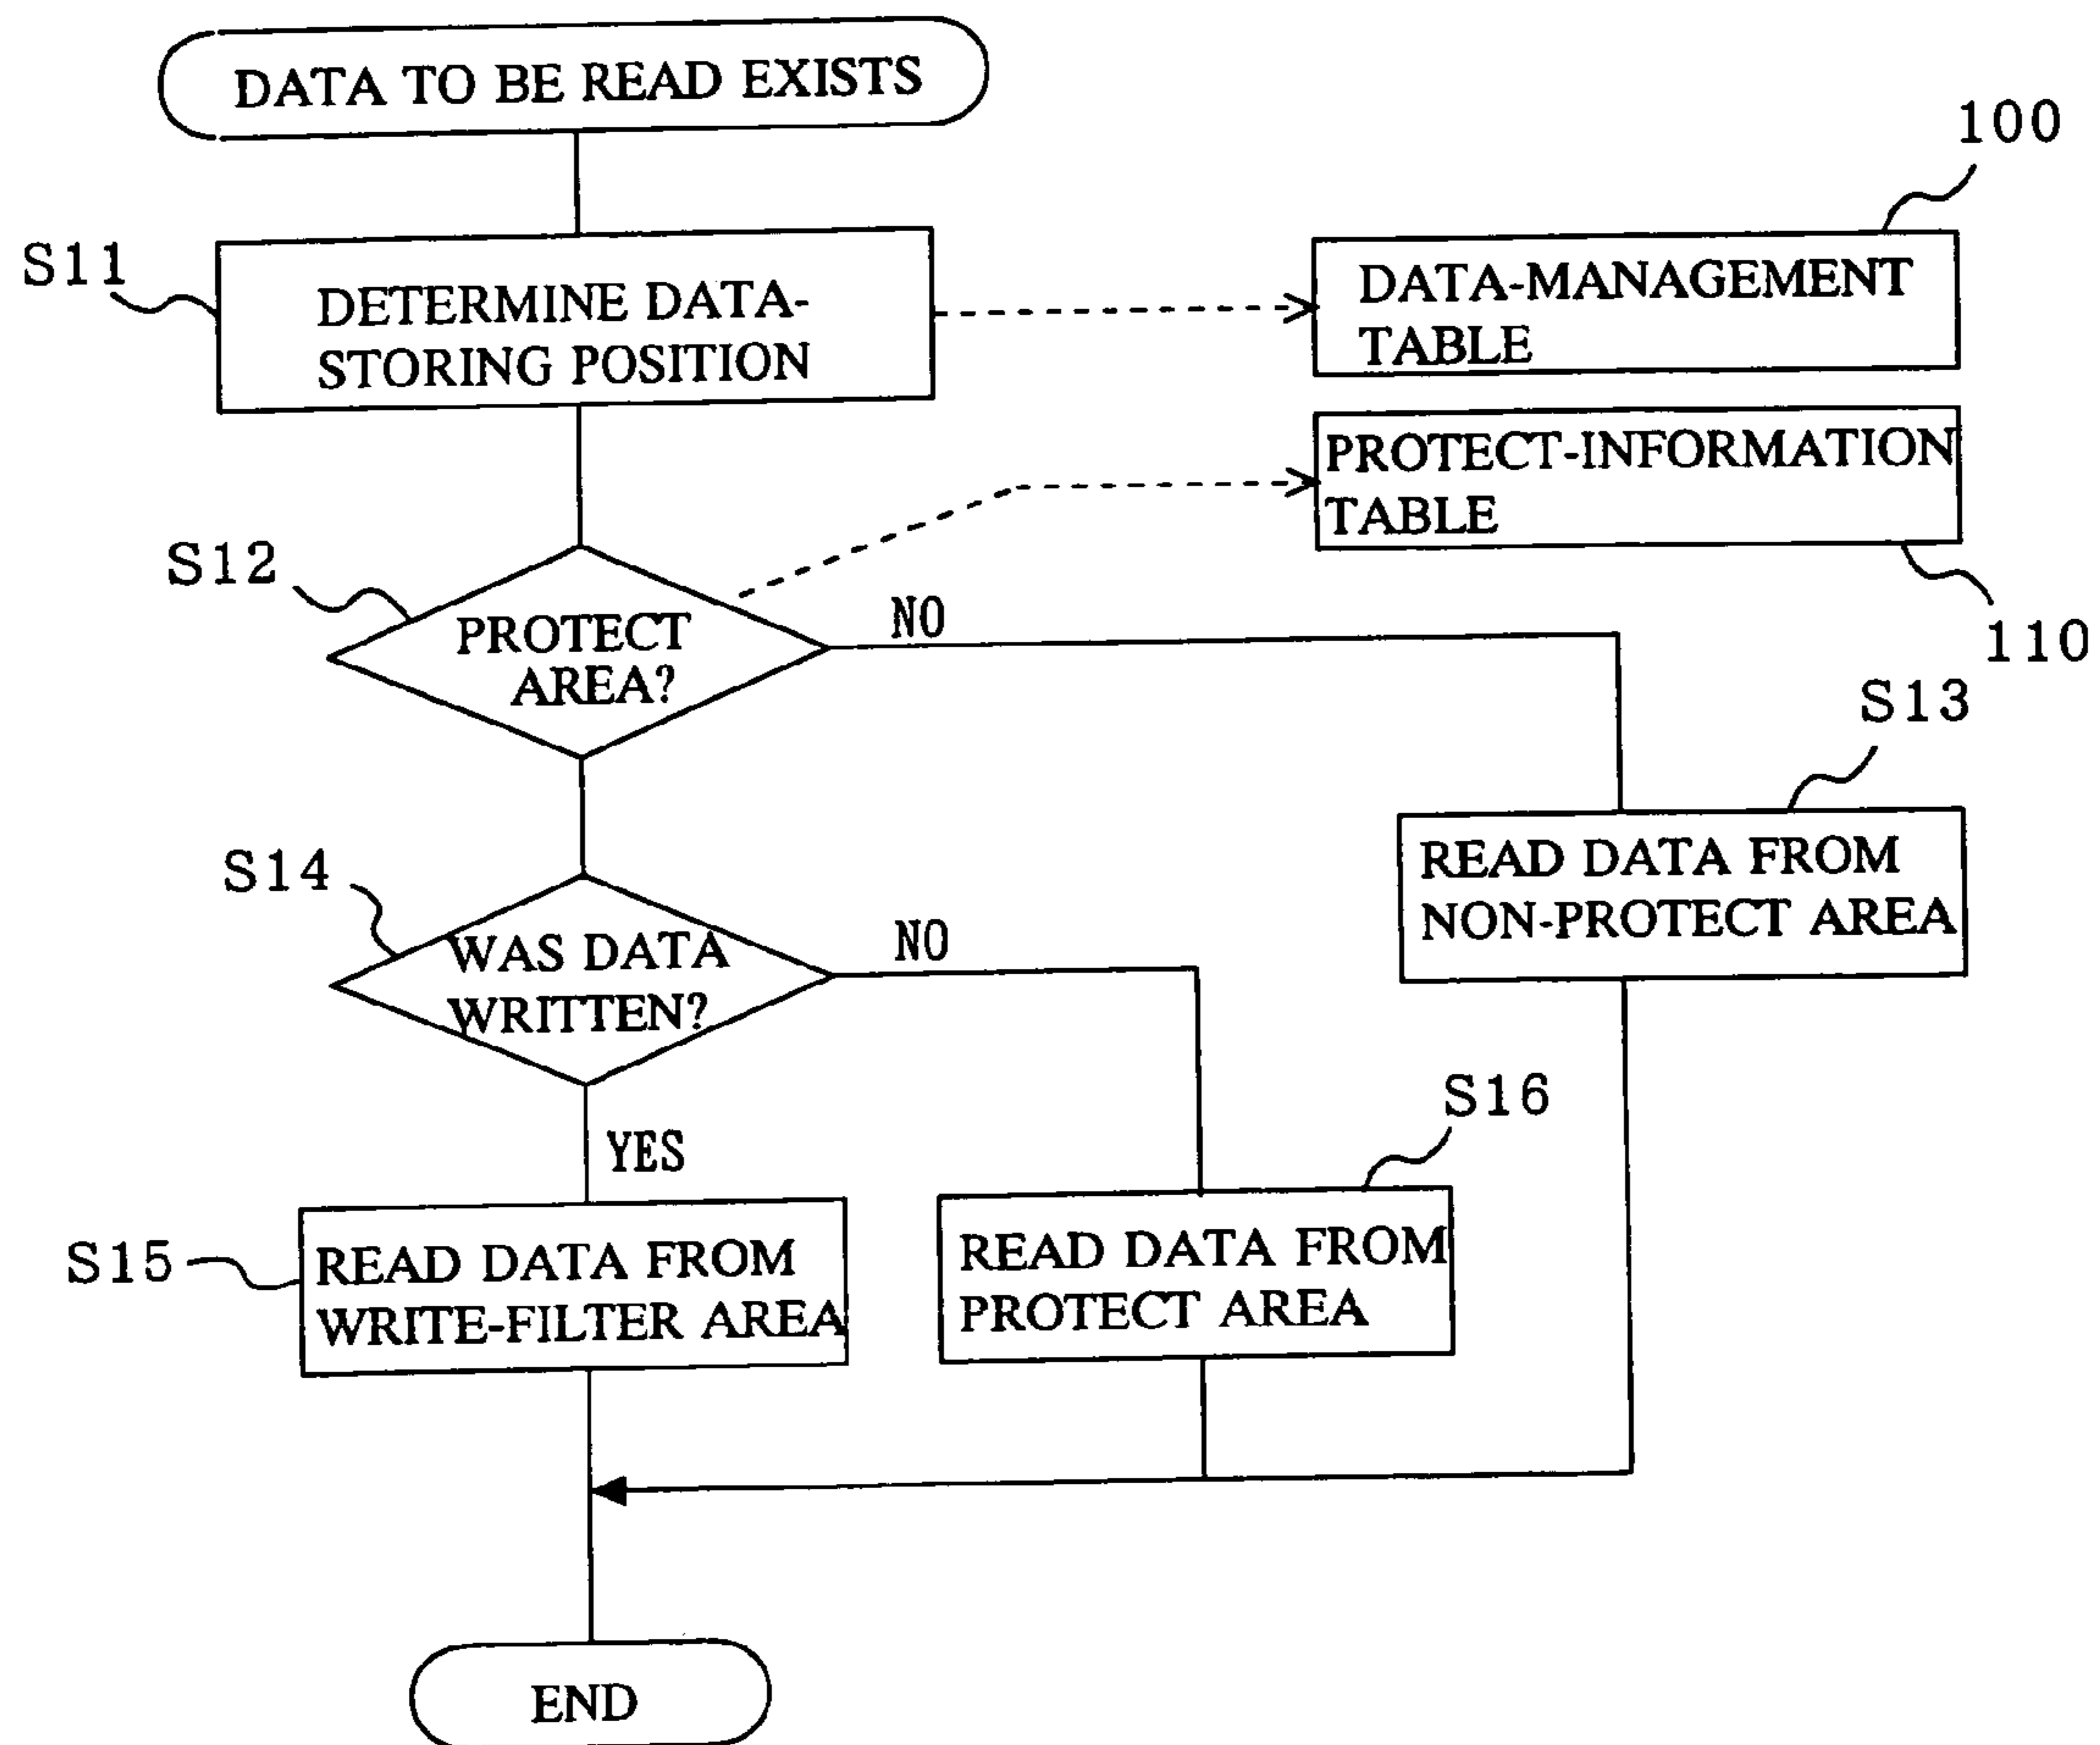 DATA TO BE READ EXISTS
100
S11
DETERMINE DATA-
STORING POSITION
DATA-MANAGEMENT
TABLE
PROTECT-INFORMATION
TABLE
110
S12
PROTECT
AREA?
NO
S13
READ DATA FROM
NON-PROTECT AREA
S14
WAS DATA
WRITTEN?
NO
YES
S16
S15
READ DATA FROM
WRITE-FILTER AREA
READ DATA FROM
PROTECT AREA
END